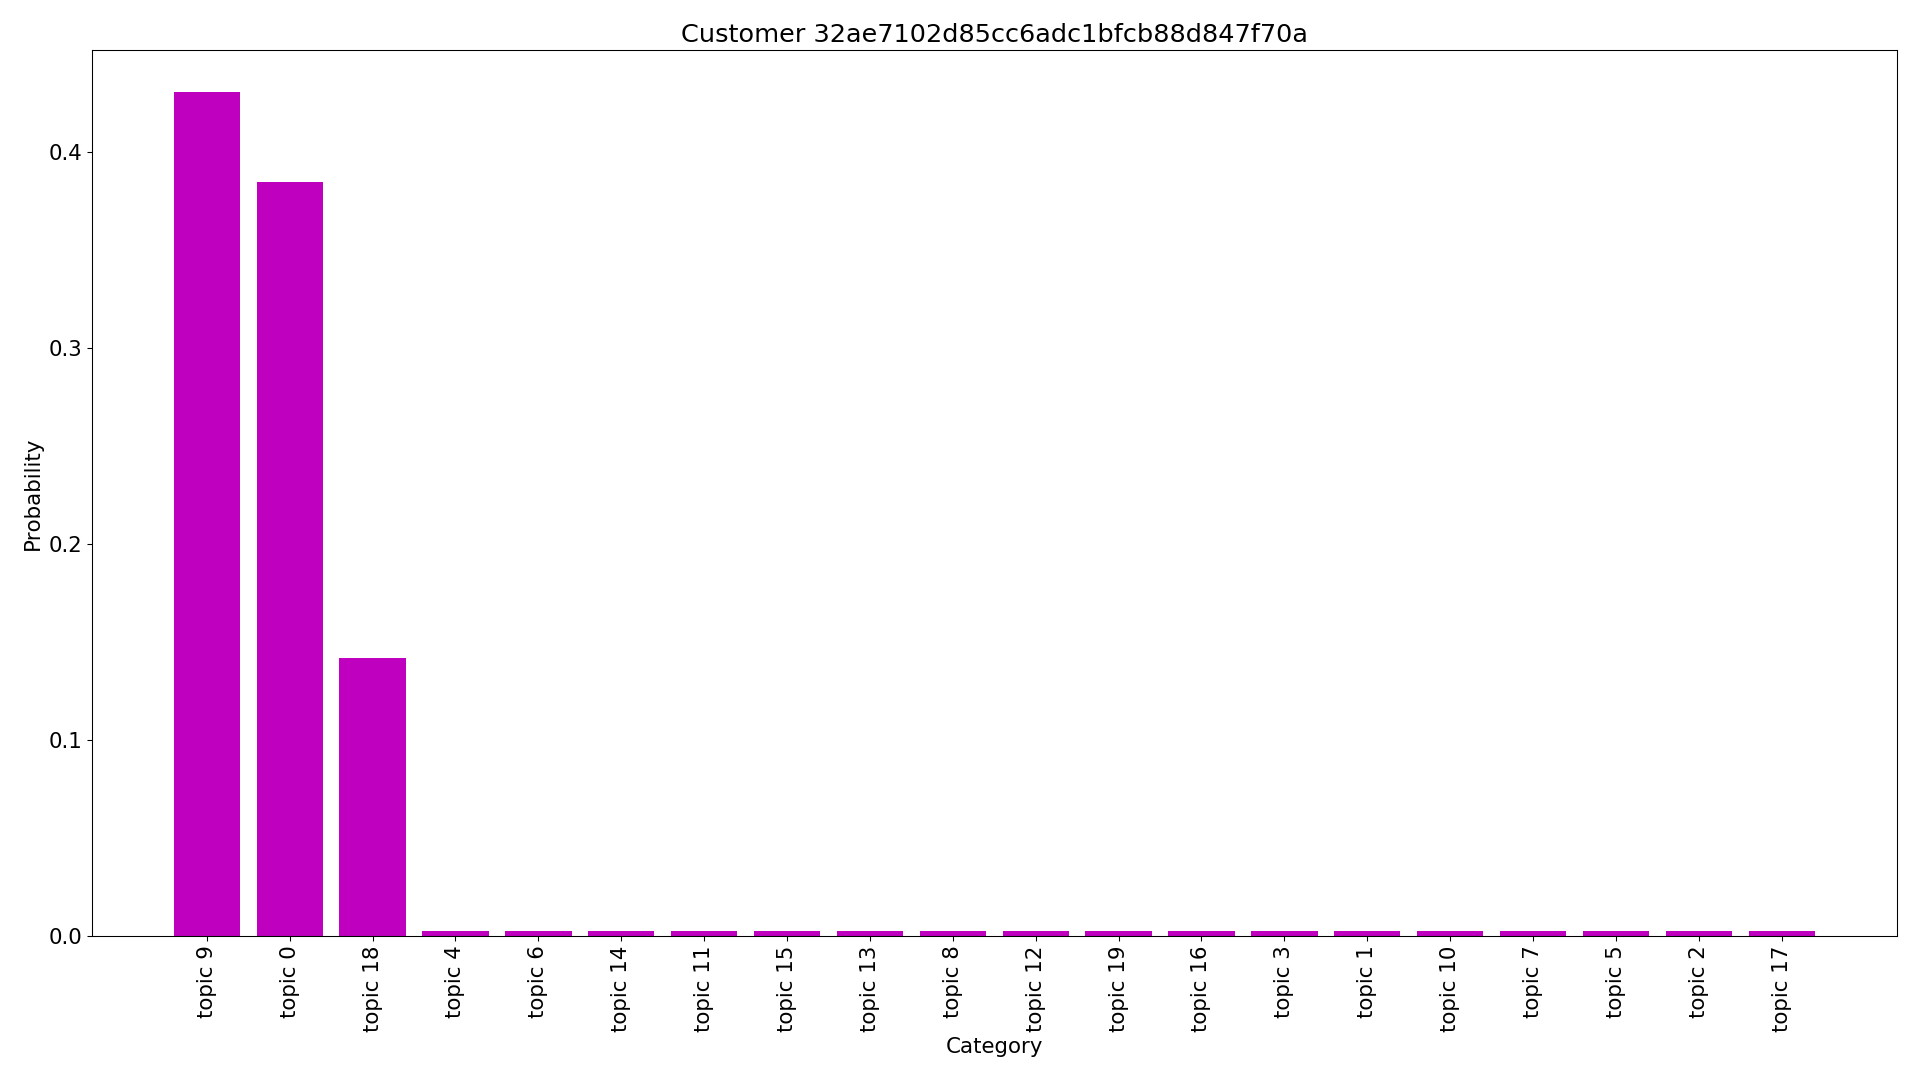 Customer 32ae7102d85cc6adc1bfcb88d847f70a
Probability
0.4
0.3
0.2
0.1
0.0
topic 9
topic 0
topic 18
topic 4
topic 6
topic 14
topic 11
topic 15
topic 13
topic 8
topic 12
topic 19
topic 16
topic 3
topic 1
topic 10
topic 7
topic 5
topic 2
topic 17
Category